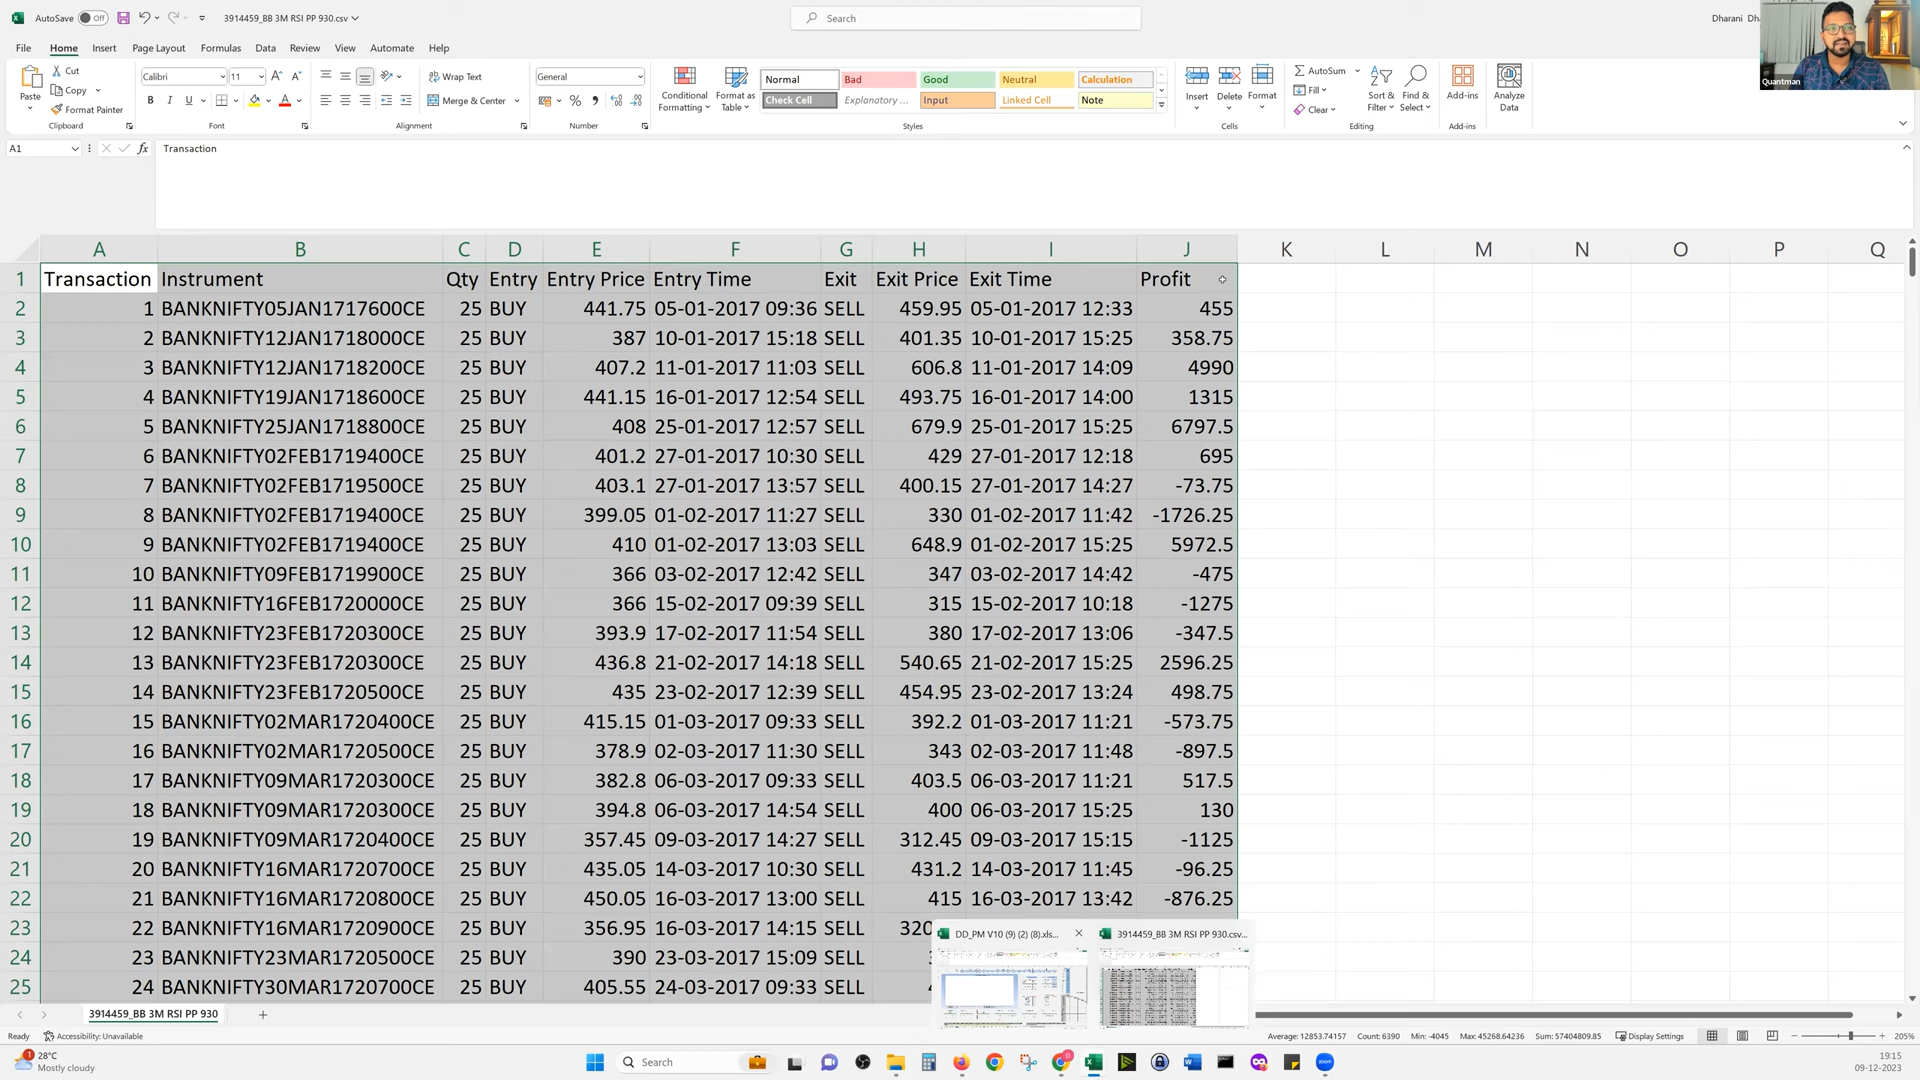 AutoSave Off 3914459_BB 3M RSI PP 930.csv Search Dharani Dh
File Home Insert Page Layout Formulas Data Review View Automate Help
Paste Cut Copy Format Painter Clipboard
Calibri 11 B I U A Font
Wrap Text Merge & Center Alignment
General % Number
Conditional Formatting Format as Table
Normal Bad Good Neutral Calculation
Check Cell Explanatory ... Input Linked Cell Note
Styles
Insert Delete Format Cells
AutoSum Fill Clear Sort & Filter Find & Select Editing
Add-ins Add-ins
Analyze Data
Quantman
A1 fx Transaction
A B C D E F G H I J K L M N O P Q
1 Transaction Instrument Qty Entry Entry Price Entry Time Exit Exit Price Exit Time Profit
2 1 BANKNIFTY05JAN1717600CE 25 BUY 441.75 05-01-2017 09:36 SELL 459.95 05-01-2017 12:33 455
3 2 BANKNIFTY12JAN1718000CE 25 BUY 387 10-01-2017 15:18 SELL 401.35 10-01-2017 15:25 358.75
4 3 BANKNIFTY12JAN1718200CE 25 BUY 407.2 11-01-2017 11:03 SELL 606.8 11-01-2017 14:09 4990
5 4 BANKNIFTY19JAN1718600CE 25 BUY 441.15 16-01-2017 12:54 SELL 493.75 16-01-2017 14:00 1315
6 5 BANKNIFTY25JAN1718800CE 25 BUY 408 25-01-2017 12:57 SELL 679.9 25-01-2017 15:25 6797.5
7 6 BANKNIFTY02FEB1719400CE 25 BUY 401.2 27-01-2017 10:30 SELL 429 27-01-2017 12:18 695
8 7 BANKNIFTY02FEB1719500CE 25 BUY 403.1 27-01-2017 13:57 SELL 400.15 27-01-2017 14:27 -73.75
9 8 BANKNIFTY02FEB1719400CE 25 BUY 399.05 01-02-2017 11:27 SELL 330 01-02-2017 11:42 -1726.25
10 9 BANKNIFTY02FEB1719400CE 25 BUY 410 01-02-2017 13:03 SELL 648.9 01-02-2017 15:25 5972.5
11 10 BANKNIFTY09FEB1719900CE 25 BUY 366 03-02-2017 12:42 SELL 347 03-02-2017 14:42 -475
12 11 BANKNIFTY16FEB1720000CE 25 BUY 366 15-02-2017 09:39 SELL 315 15-02-2017 10:18 -1275
13 12 BANKNIFTY23FEB1720300CE 25 BUY 393.9 17-02-2017 11:54 SELL 380 17-02-2017 13:06 -347.5
14 13 BANKNIFTY23FEB1720300CE 25 BUY 436.8 21-02-2017 14:18 SELL 540.65 21-02-2017 15:25 2596.25
15 14 BANKNIFTY23FEB1720500CE 25 BUY 435 23-02-2017 12:39 SELL 454.95 23-02-2017 13:24 498.75
16 15 BANKNIFTY02MAR1720400CE 25 BUY 415.15 01-03-2017 09:33 SELL 392.2 01-03-2017 11:21 -573.75
17 16 BANKNIFTY02MAR1720500CE 25 BUY 378.9 02-03-2017 11:30 SELL 343 02-03-2017 11:48 -897.5
18 17 BANKNIFTY09MAR1720300CE 25 BUY 382.8 06-03-2017 09:33 SELL 403.5 06-03-2017 11:21 517.5
19 18 BANKNIFTY09MAR1720300CE 25 BUY 394.8 06-03-2017 14:54 SELL 400 06-03-2017 15:25 130
20 19 BANKNIFTY09MAR1720400CE 25 BUY 357.45 09-03-2017 14:27 SELL 312.45 09-03-2017 15:15 -1125
21 20 BANKNIFTY16MAR1720700CE 25 BUY 435.05 14-03-2017 10:30 SELL 431.2 14-03-2017 11:45 -96.25
22 21 BANKNIFTY16MAR1720800CE 25 BUY 450.05 16-03-2017 13:00 SELL 415 16-03-2017 13:42 -876.25
23 22 BANKNIFTY16MAR1720900CE 25 BUY 356.95 16-03-2017 14:15 SELL 320
24 23 BANKNIFTY23MAR1720500CE 25 BUY 390 23-03-2017 15:09 SELL
25 24 BANKNIFTY30MAR1720700CE 25 BUY 405.55 24-03-2017 09:33 SELL
DD_PM V10 (9) (2) (8).xls... 3914459_BB 3M RSI PP 930.csv...
3914459_BB 3M RSI PP 930
Ready Accessibility: Unavailable Average: 12853.74157 Count: 6390 Min: -4045 Max: 45268.64236 Sum: 57404809.85 Display Settings 205%
28°C
Mostly cloudy
Search
19:15
09-12-2023